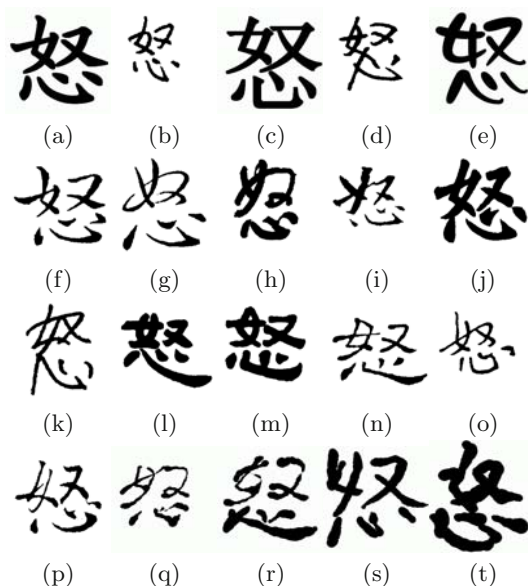 怒 怒 怒 怒 怒
(a) (b) (c) (d) (e)
怒 怒 怒 怒 怒
(f) (g) (h) (i) (j)
怒 怒 怒 怒 怒
(k) (l) (m) (n) (o)
怒 怒 怒 怒 怒
(p) (q) (r) (s) (t)